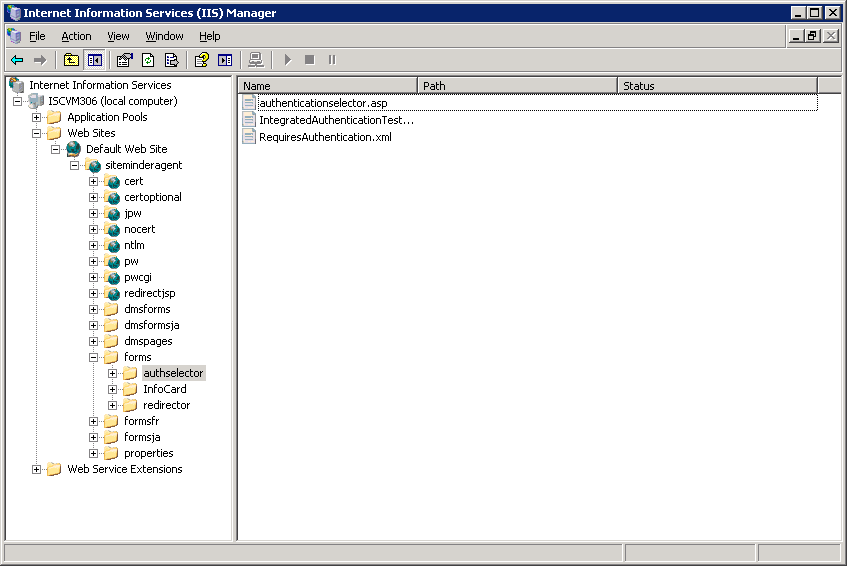 Internet Information Services (IIS) Manager
File Action View Window Help
Internet Information Services
ISCVM306 (local computer)
Application Pools
Web Sites
Default Web Site
siteminderagent
cert
certoptional
jpw
nocert
ntlm
pw
pwcgi
redirectjsp
dmsforms
dmsformsja
dmspages
forms
authselector
InfoCard
redirector
formsfr
formsja
properties
Web Service Extensions
Name Path Status
authenticationselector.asp
IntegratedAuthenticationTest...
RequiresAuthentication.xml